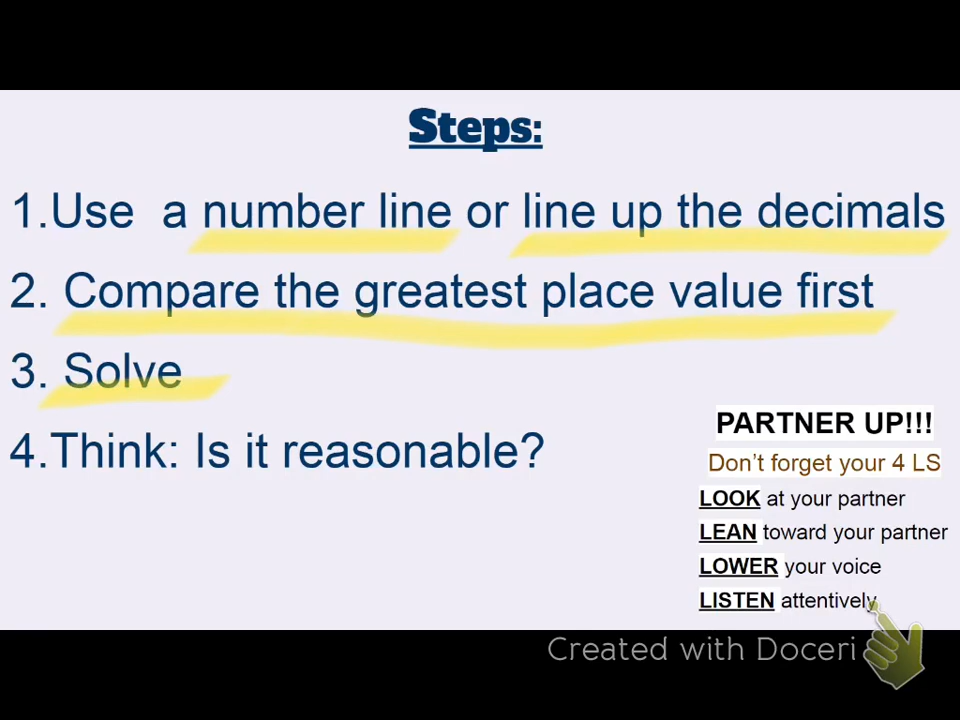 Steps:
1.Use a number line or line up the decimals
2. Compare the greatest place value first
3. Solve
4.Think: Is it reasonable?
PARTNER UP!!!
Don't forget your 4 LS
LOOK at your partner
LEAN toward your partner
LOWER your voice
LISTEN attentively
Created with Doceri